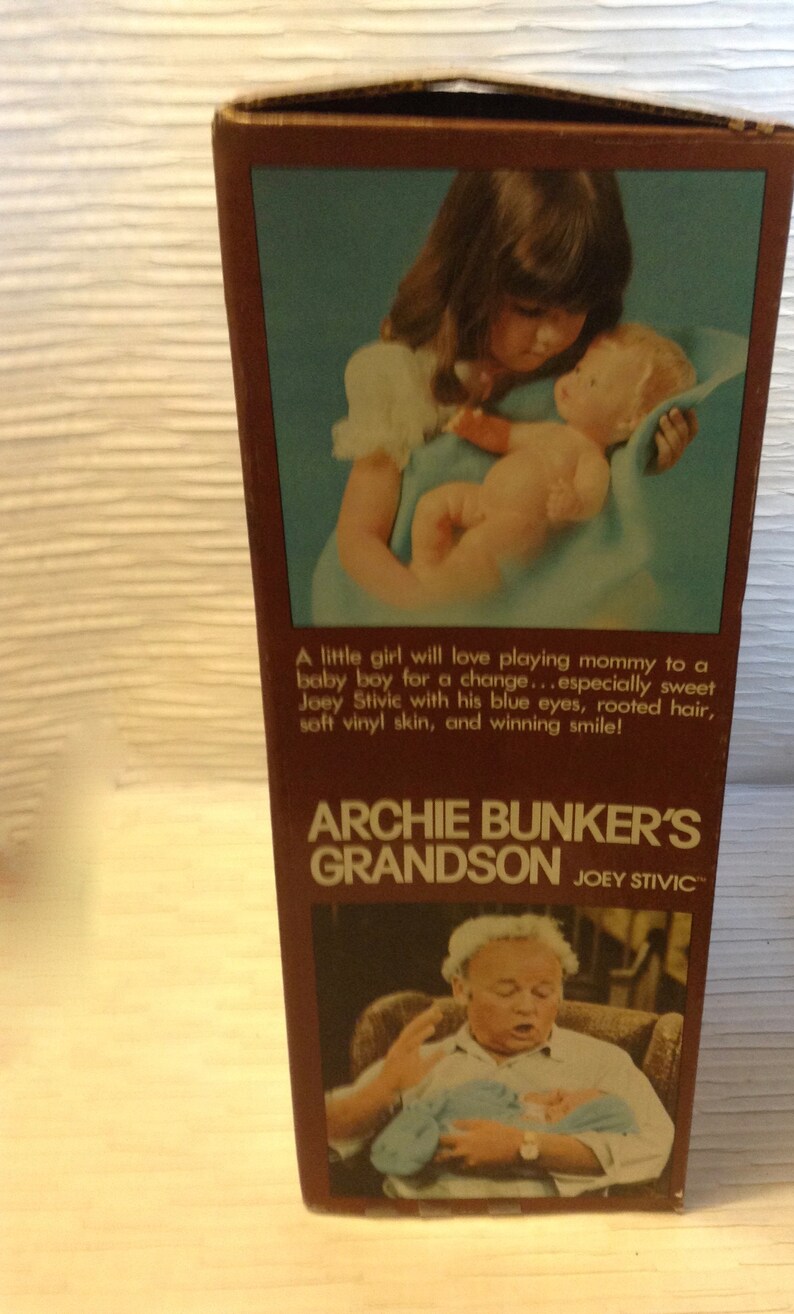 A little girl will love playing mommy to a
baby boy for a change...especially sweet
Joey Stivic with his blue eyes, rooted hair,
soft vinyl skin, and winning smile!
ARCHIE BUNKER'S
GRANDSON JOEY STIVIC™